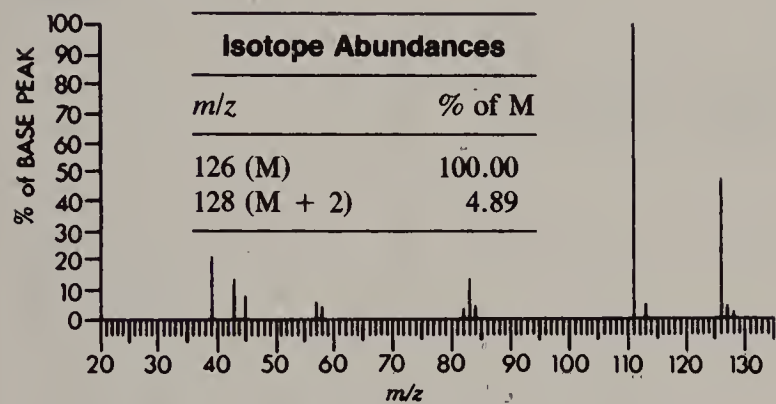 Isotope Abundances
m/z % of M
126 (M) 100.00
128 (M + 2) 4.89
% of BASE PEAK
100
90
80
70
60
50
40
30
20
10
0
20 30 40 50 60 70 80 90 100 110 120 130
m/z